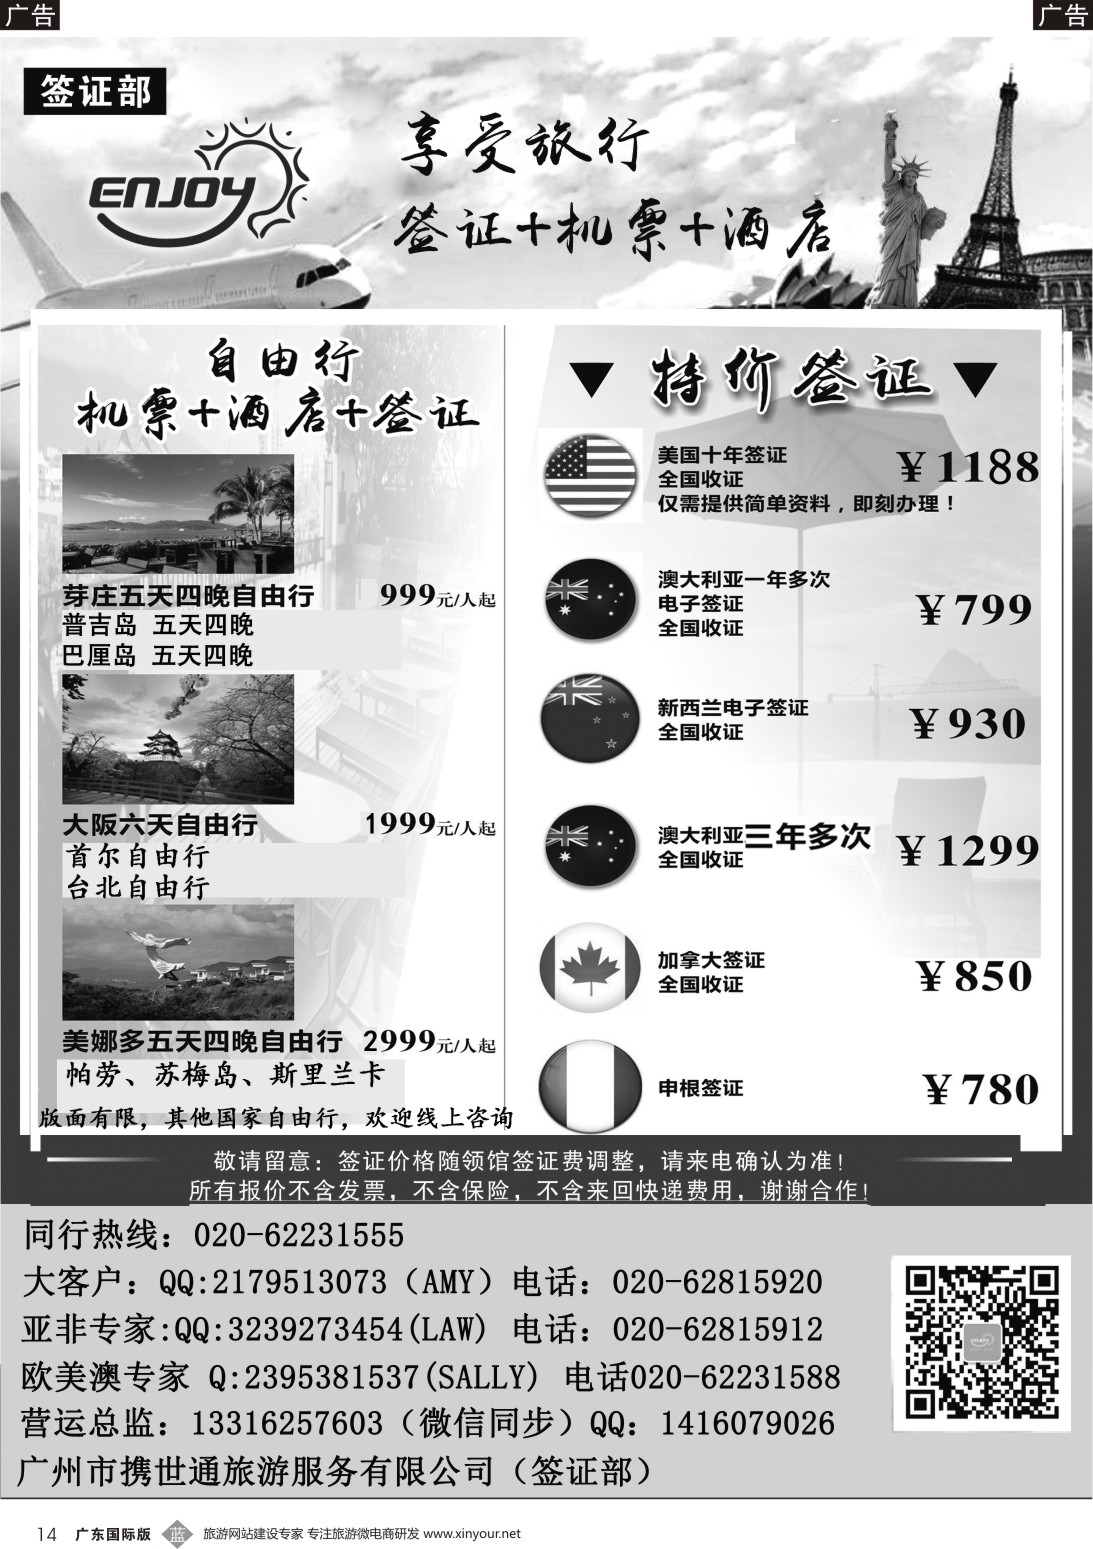 广告
广告
签证部
ENJOY
享受旅行
签证+机票+酒店
自由行
机票+酒店+签证
芽庄五天四晚自由行 999元/人起
普吉岛 五天四晚
巴厘岛 五天四晚
大阪六天自由行 1999元/人起
首尔自由行
台北自由行
美娜多五天四晚自由行 2999元/人起
帕劳、苏梅岛、斯里兰卡
版面有限，其他国家自由行，欢迎线上咨询
▼ 特价签证 ▼
美国十年签证
全国收证
¥1188
仅需提供简单资料，即刻办理！
澳大利亚一年多次
电子签证
全国收证
¥799
新西兰电子签证
全国收证
¥930
澳大利亚三年多次
全国收证
¥1299
加拿大签证
全国收证
¥850
申根签证
¥780
敬请留意：签证价格随领馆签证费调整，请来电确认为准！
所有报价不含发票，不含保险，不含来回快递费用，谢谢合作！
同行热线：020-62231555
大客户：QQ:2179513073（AMY）电话：020-62815920
亚非专家:QQ:3239273454(LAW) 电话：020-62815912
欧美澳专家 Q:2395381537(SALLY) 电话020-62231588
营运总监：13316257603（微信同步）QQ：1416079026
广州市携世通旅游服务有限公司（签证部）
ENJOY
14 广东国际版 蓝 旅游网站建设专家 专注旅游微电商研发 www.xinyour.net